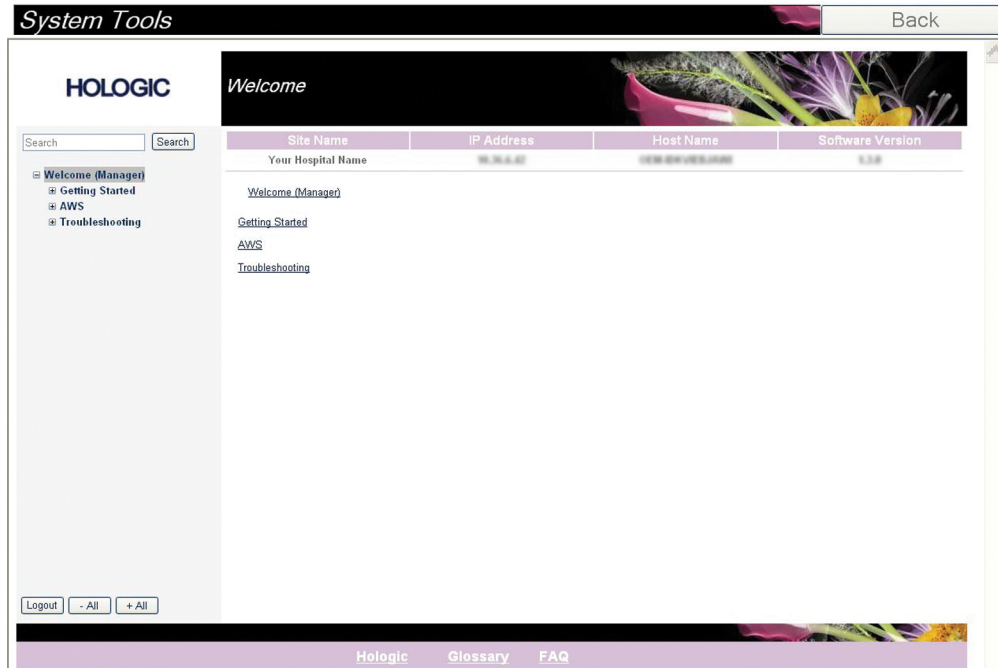 System Tools
Back
HOLOGIC
Welcome
Search
Search
Site Name
IP Address
Host Name
Software Version
Your Hospital Name
Welcome (Manager)
Getting Started
AWS
Troubleshooting
Welcome (Manager)
Getting Started
AWS
Troubleshooting
Logout
- All
+ All
Hologic
Glossary
FAQ